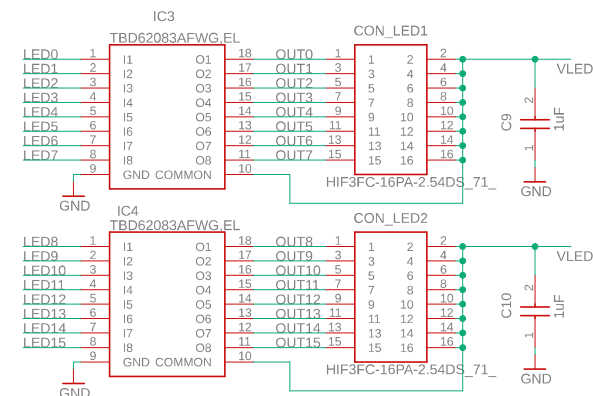 IC3
TBD62083AFWG,EL
CON_LED1
LED0 1 I1 O1 18 OUT0 1 1 2 2
LED1 2 I2 O2 17 OUT1 3 3 4 4 VLED
LED2 3 I3 O3 16 OUT2 5 5 6 6
LED3 4 I4 O4 15 OUT3 7 7 8 8 2
LED4 5 I5 O5 14 OUT4 9 9 10 10 C9 1uF
LED5 6 I6 O6 13 OUT5 11 11 12 12
LED6 7 I7 O7 12 OUT6 13 13 14 14 1
LED7 8 I8 O8 11 OUT7 15 15 16 16
9 GND COMMON 10
HIF3FC-16PA-2.54DS_71_ GND
GND
IC4
TBD62083AFWG,EL
CON_LED2
LED8 1 I1 O1 18 OUT8 1 1 2 2
LED9 2 I2 O2 17 OUT9 3 3 4 4 VLED
LED10 3 I3 O3 16 OUT10 5 5 6 6
LED11 4 I4 O4 15 OUT11 7 7 8 8 2
LED12 5 I5 O5 14 OUT12 9 9 10 10 C10 1uF
LED13 6 I6 O6 13 OUT13 11 11 12 12
LED14 7 I7 O7 12 OUT14 13 13 14 14 1
LED15 8 I8 O8 11 OUT15 15 15 16 16
9 GND COMMON 10
HIF3FC-16PA-2.54DS_71_ GND
GND